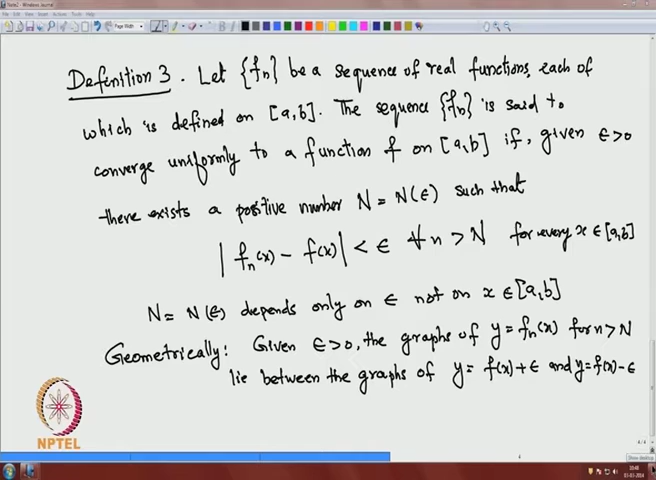 Definition 3. Let {fn} be a sequence of real functions, each of
which is defined on [a,b]. The sequence {fn} is said to
converge uniformly to a function f on [a,b] if, given ∈>0
there exists a positive number N = N(∈) such that
|fn(x) - f(x)| < ∈ ∀ n > N for every x ∈ [a,b]
N = N(∈) depends only on ∈ not on x ∈ [a,b]
Geometrically: Given ∈>0, the graphs of y = fn(x) for n > N
lie between the graphs of y = f(x)+∈ and y=f(x)-∈
NPTEL